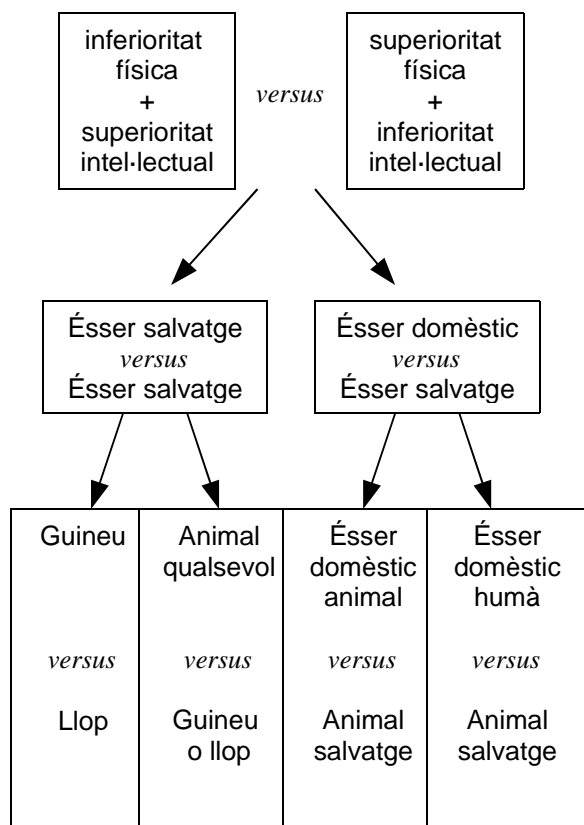 inferioritat
física
+
superioritat
intel·lectual
versus
superioritat
física
+
inferioritat
intel·lectual
Ésser salvatge
versus
Ésser salvatge
Ésser domèstic
versus
Ésser salvatge
Guineu
versus
Llop
Animal
qualsevol
versus
Guineu
o llop
Ésser
domèstic
animal
versus
Animal
salvatge
Ésser
domèstic
humà
versus
Animal
salvatge